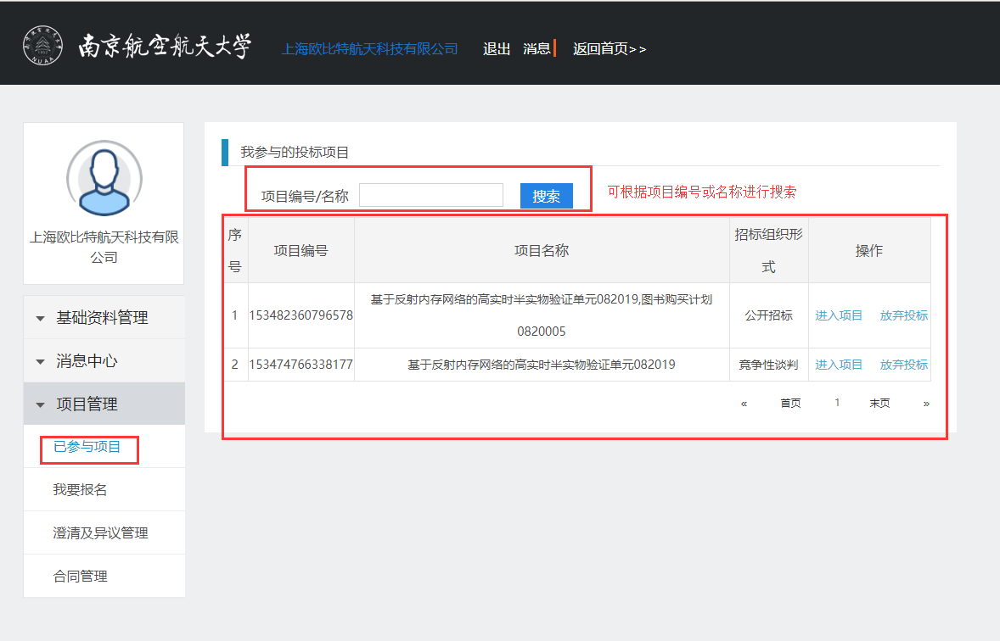 南京航空航天大学
NUAA
上海欧比特航天科技有限公司 退出 消息 返回首页>>
上海欧比特航天科技有限
公司
基础资料管理
消息中心
项目管理
已参与项目
我要报名
澄清及异议管理
合同管理
我参与的投标项目
项目编号/名称 搜索 可根据项目编号或名称进行搜索
序号 项目编号 项目名称 招标组织形式 操作
1 153482360796578 基于反射内存网络的高实时半实物验证单元082019,图书购买计划
0820005 公开招标 进入项目 放弃投标
2 153474766338177 基于反射内存网络的高实时半实物验证单元082019 竞争性谈判 进入项目 放弃投标
« 首页 1 末页 »